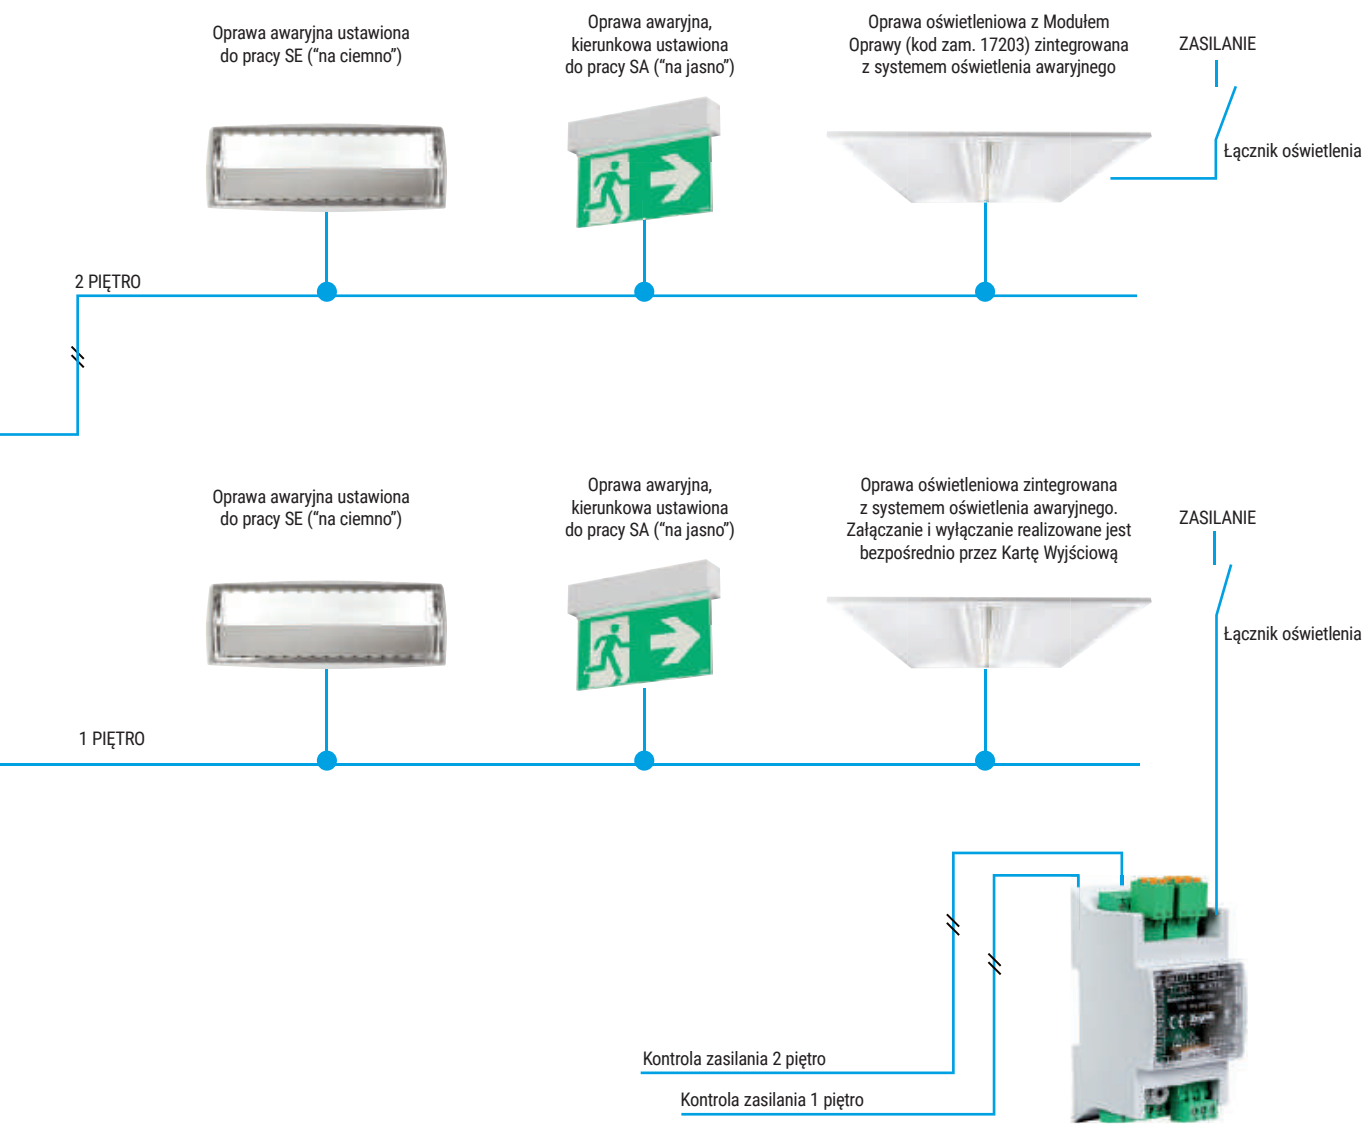 Oprawa awaryjna ustawiona
do pracy SE (“na ciemno”)
Oprawa awaryjna,
kierunkowa ustawiona
do pracy SA (“na jasno”)
Oprawa oświetleniowa z Modułem
Oprawy (kod zam. 17203) zintegrowana
z systemem oświetlenia awaryjnego
ZASILANIE
Łącznik oświetlenia
2 PIĘTRO
Oprawa awaryjna ustawiona
do pracy SE (“na ciemno”)
Oprawa awaryjna,
kierunkowa ustawiona
do pracy SA (“na jasno”)
Oprawa oświetleniowa zintegrowana
z systemem oświetlenia awaryjnego.
Załączanie i wyłączanie realizowane jest
bezpośrednio przez Kartę Wyjściową
ZASILANIE
Łącznik oświetlenia
1 PIĘTRO
Kontrola zasilania 2 piętro
Kontrola zasilania 1 piętro